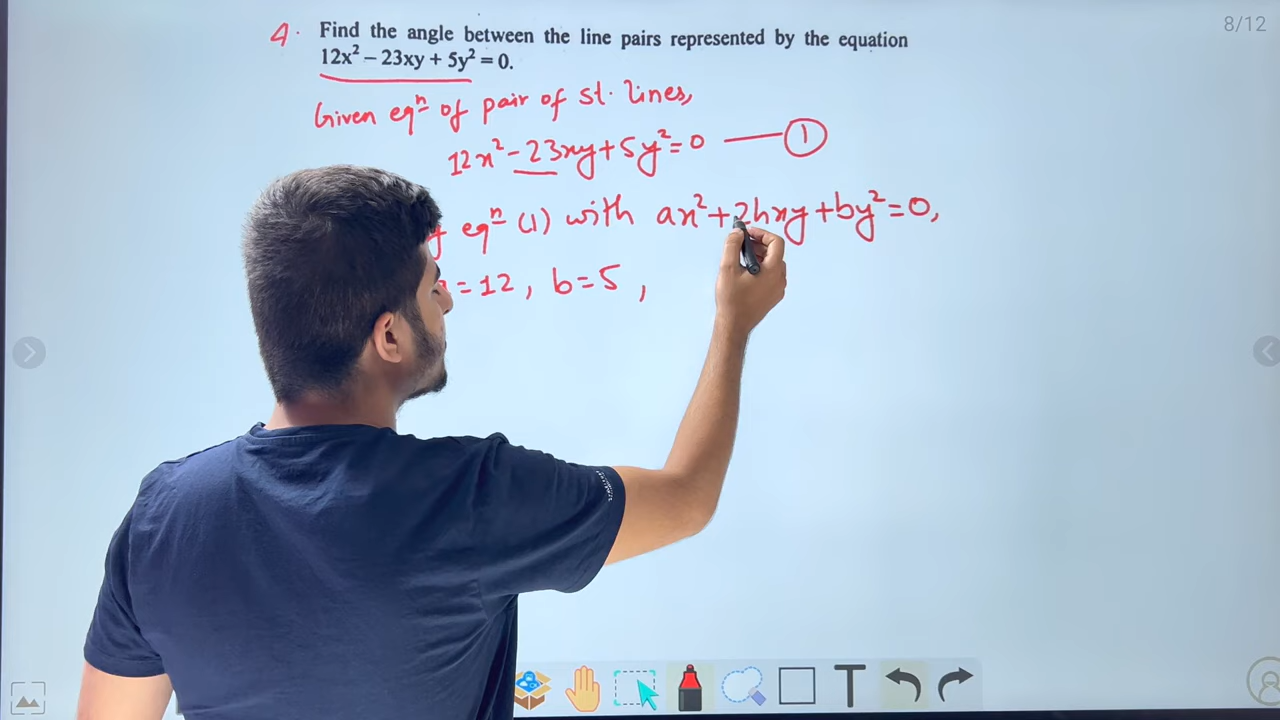 8/12
4. Find the angle between the line pairs represented by the equation
12x² – 23xy + 5y² = 0.
Given eqⁿ of pair of st. lines,
12x² - 23xy + 5y² = 0 — ①
eqⁿ (1) with ax² + 2hxy + by² = 0,
= 12, b = 5,
T